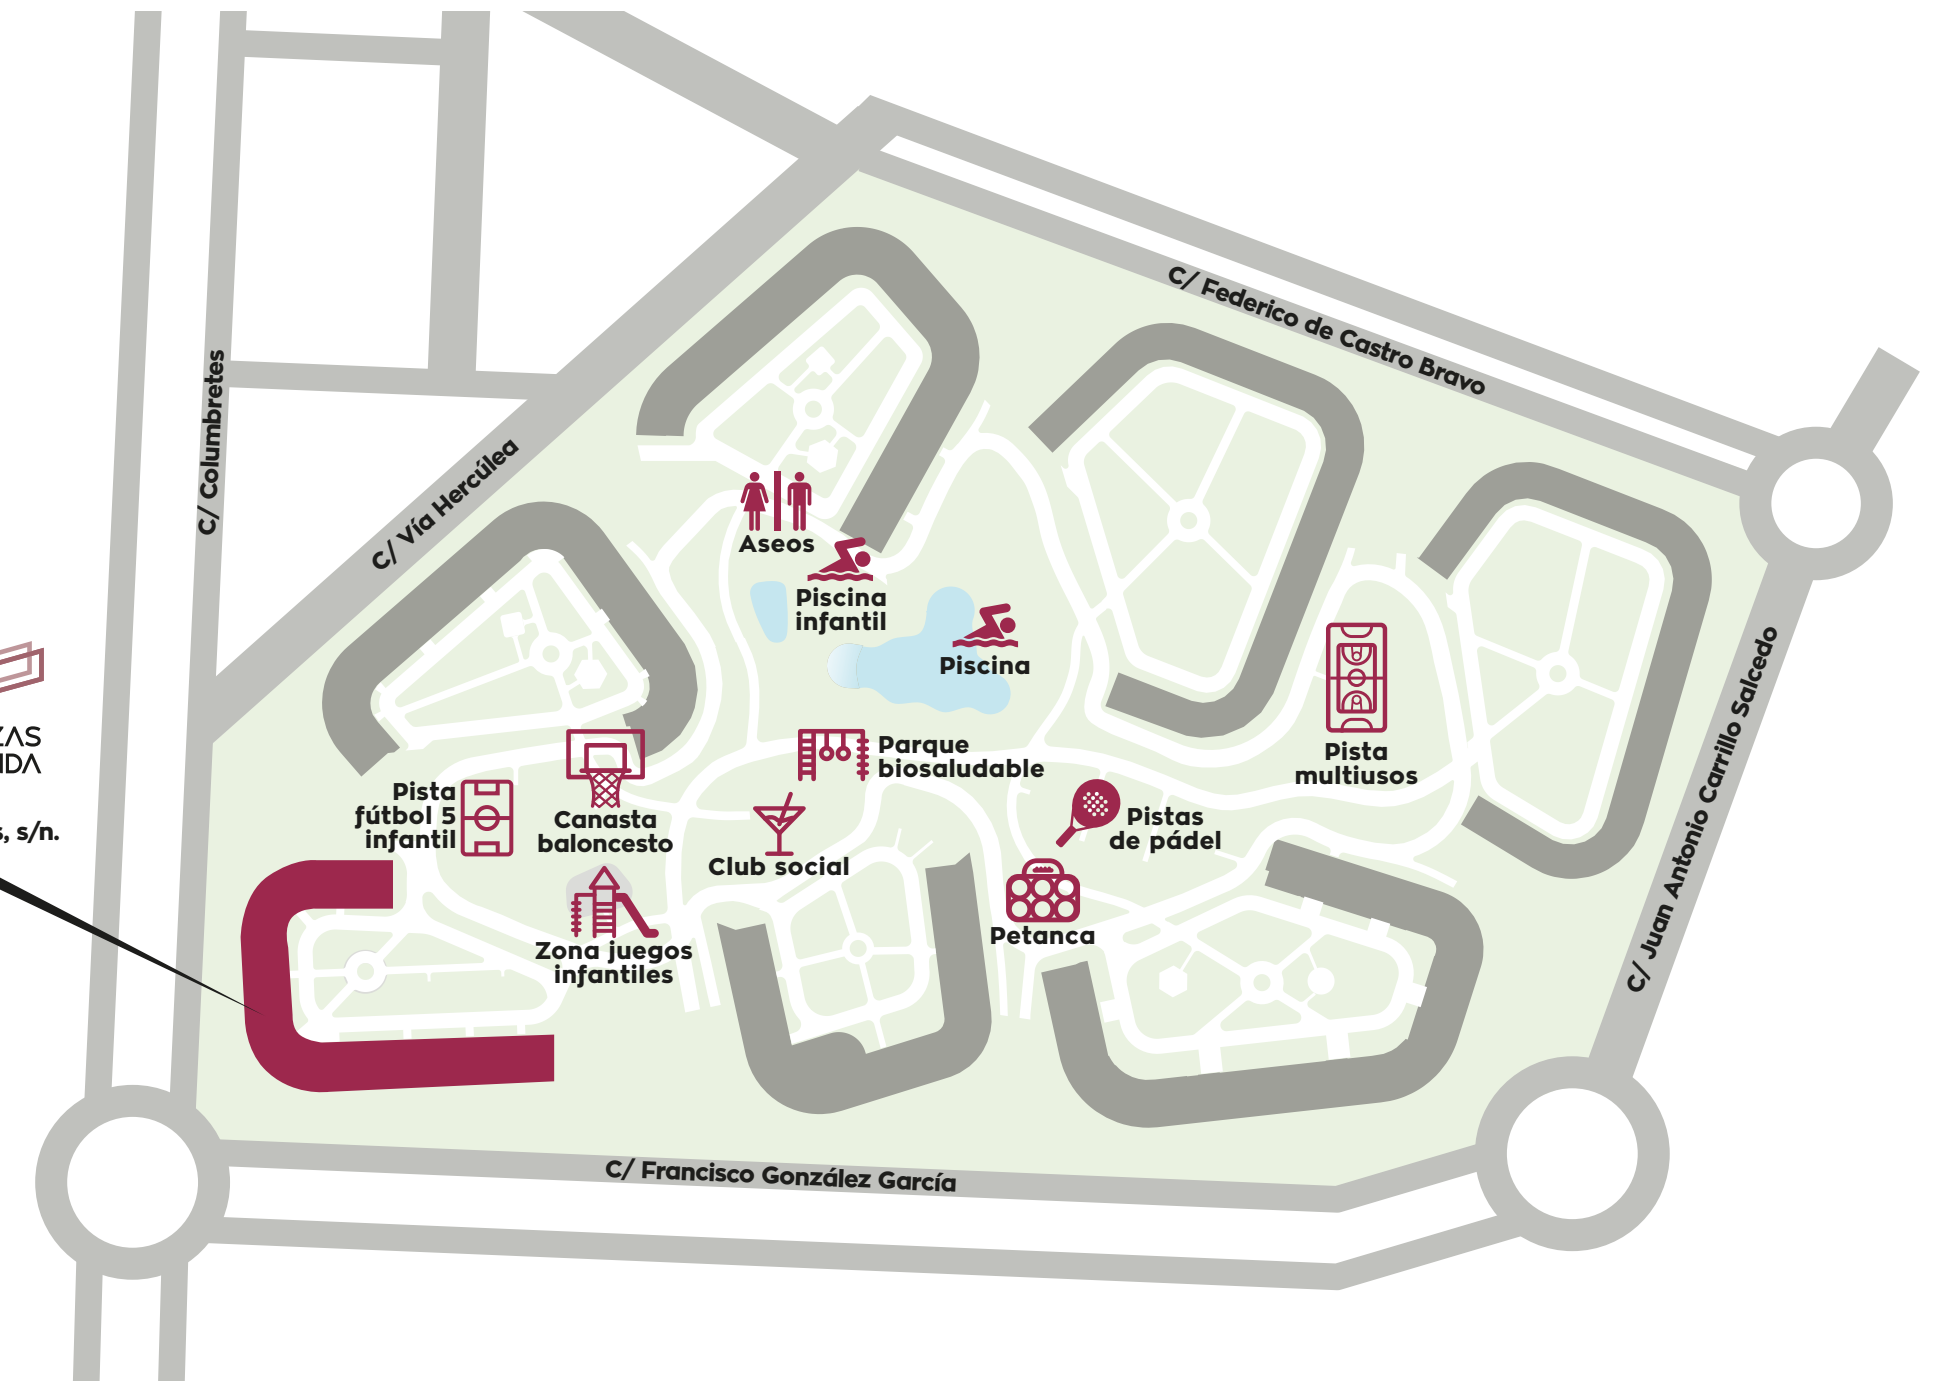 C/ Federico de Castro Bravo
C/ Columbretes
C/ Vía Hercúlea
Aseos
Piscina
infantil
Piscina
C/ Juan Antonio Carrillo Salcedo
Parque
biosaludable
Pista
multiusos
Pista
fútbol 5
infantil
Canasta
baloncesto
Club social
Pistas
de pádel
s/n.
Zona juegos
infantiles
Petanca
C/ Francisco González García